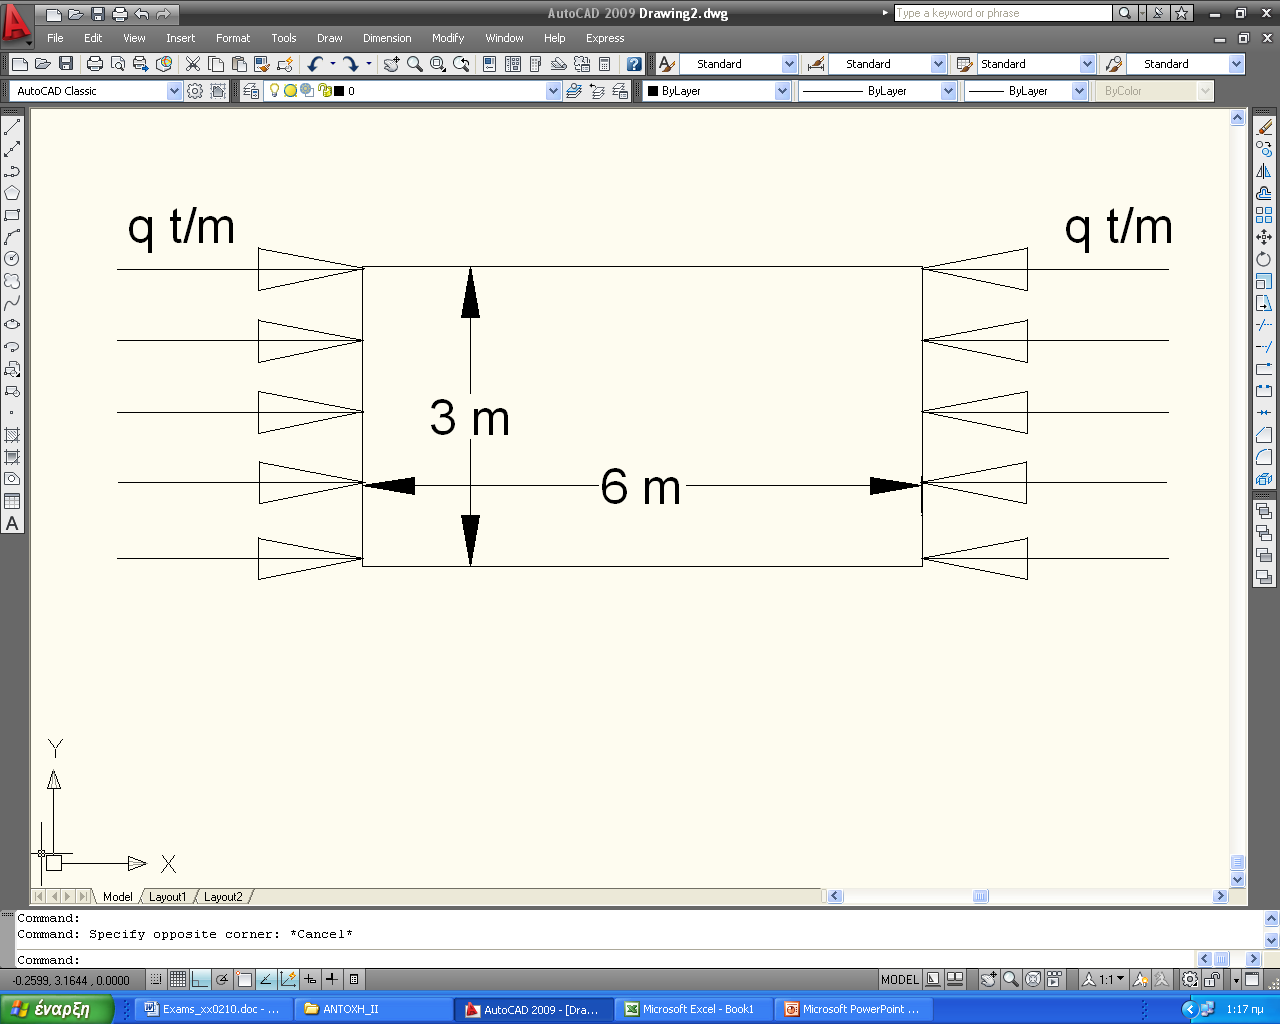 AutoCAD 2009 Drawing2.dwg
Type a keyword or phrase
File Edit View Insert Format Tools Draw Dimension Modify Window Help Express
Standard Standard Standard Standard
AutoCAD Classic 0 ByLayer ByLayer ByLayer ByColor
q t/m q t/m
3 m
6 m
Y
X
Model Layout1 Layout2
Command:
Command: Specify opposite corner: *Cancel*
Command:
-0.2599, 3.1644 , 0.0000 MODEL 1:1
έναρξη Exams_xx0210.doc - ... ANTOXH_II AutoCAD 2009 - [Dra... Microsoft Excel - Book1 Microsoft PowerPoint ... 1:17 πμ